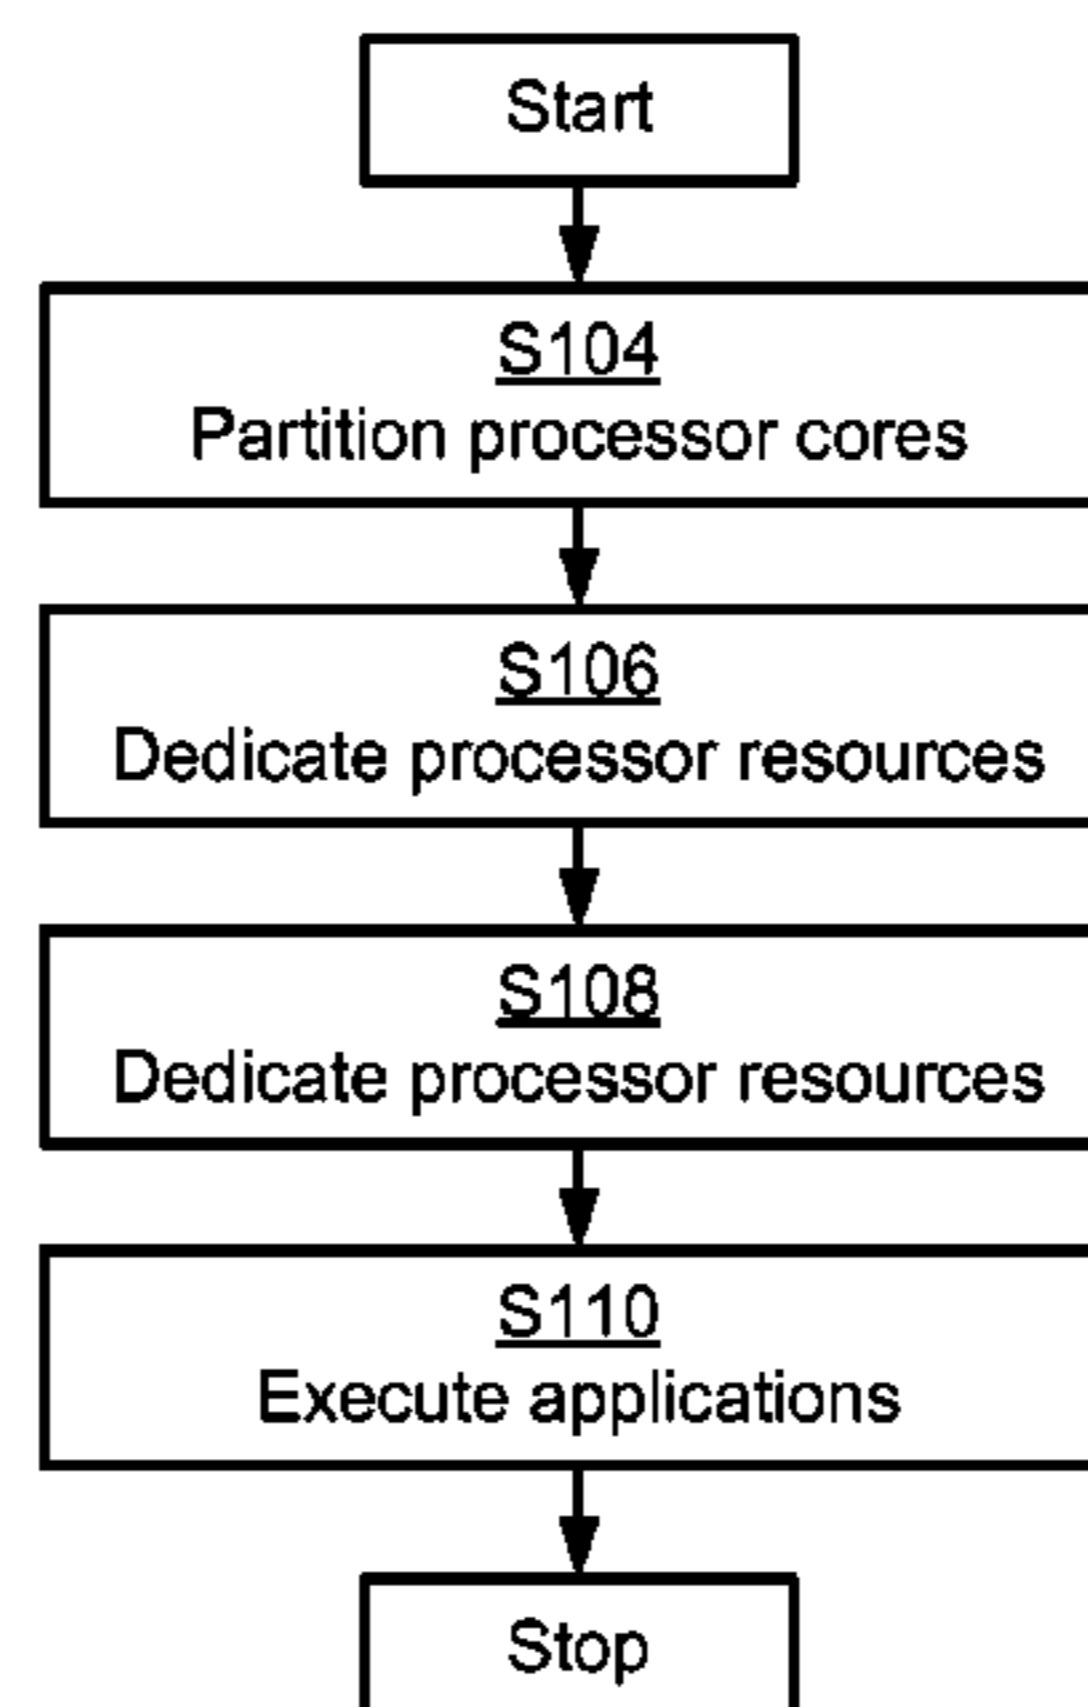 Start
S104
Partition processor cores
S106
Dedicate processor resources
S108
Dedicate processor resources
S110
Execute applications
Stop